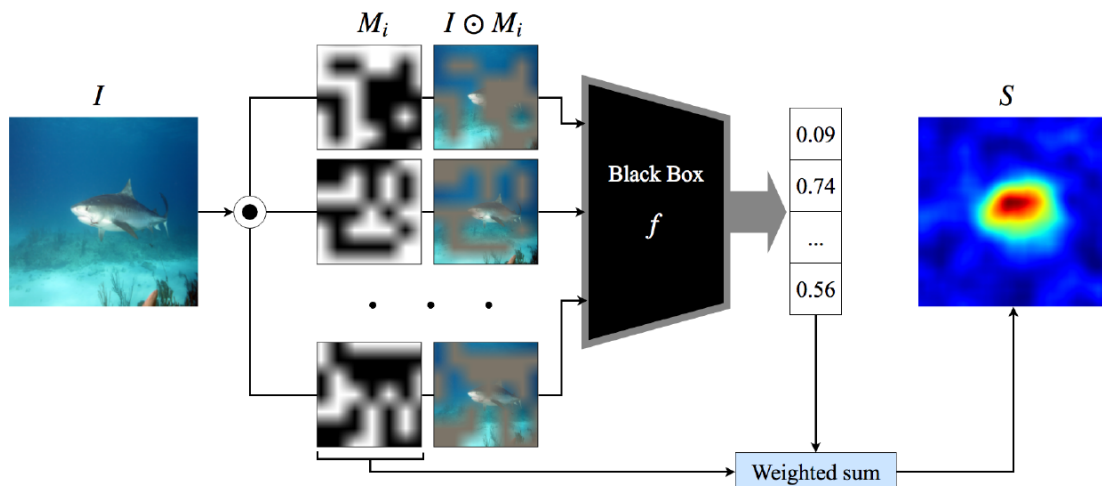 I
M_i
I ⊙ M_i
Black Box
f
0.09
0.74
...
0.56
S
Weighted sum